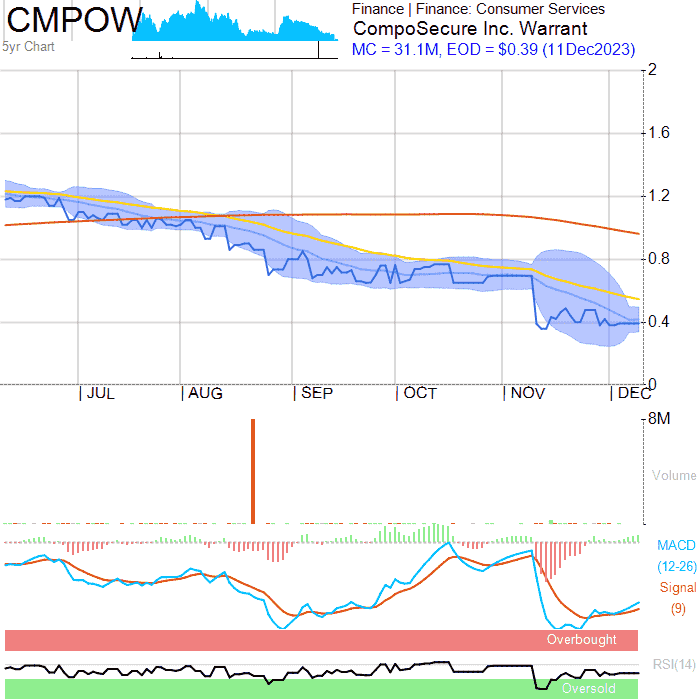 CMPOW
5yr Chart
Finance | Finance: Consumer Services
CompoSecure Inc. Warrant
MC = 31.1M, EOD = $0.39 (11Dec2023)
2
1.6
1.2
0.8
0.4
0
JUL AUG SEP OCT NOV DEC
8M
Volume
MACD
(12-26)
Signal
(9)
Overbought
RSI(14)
Oversold